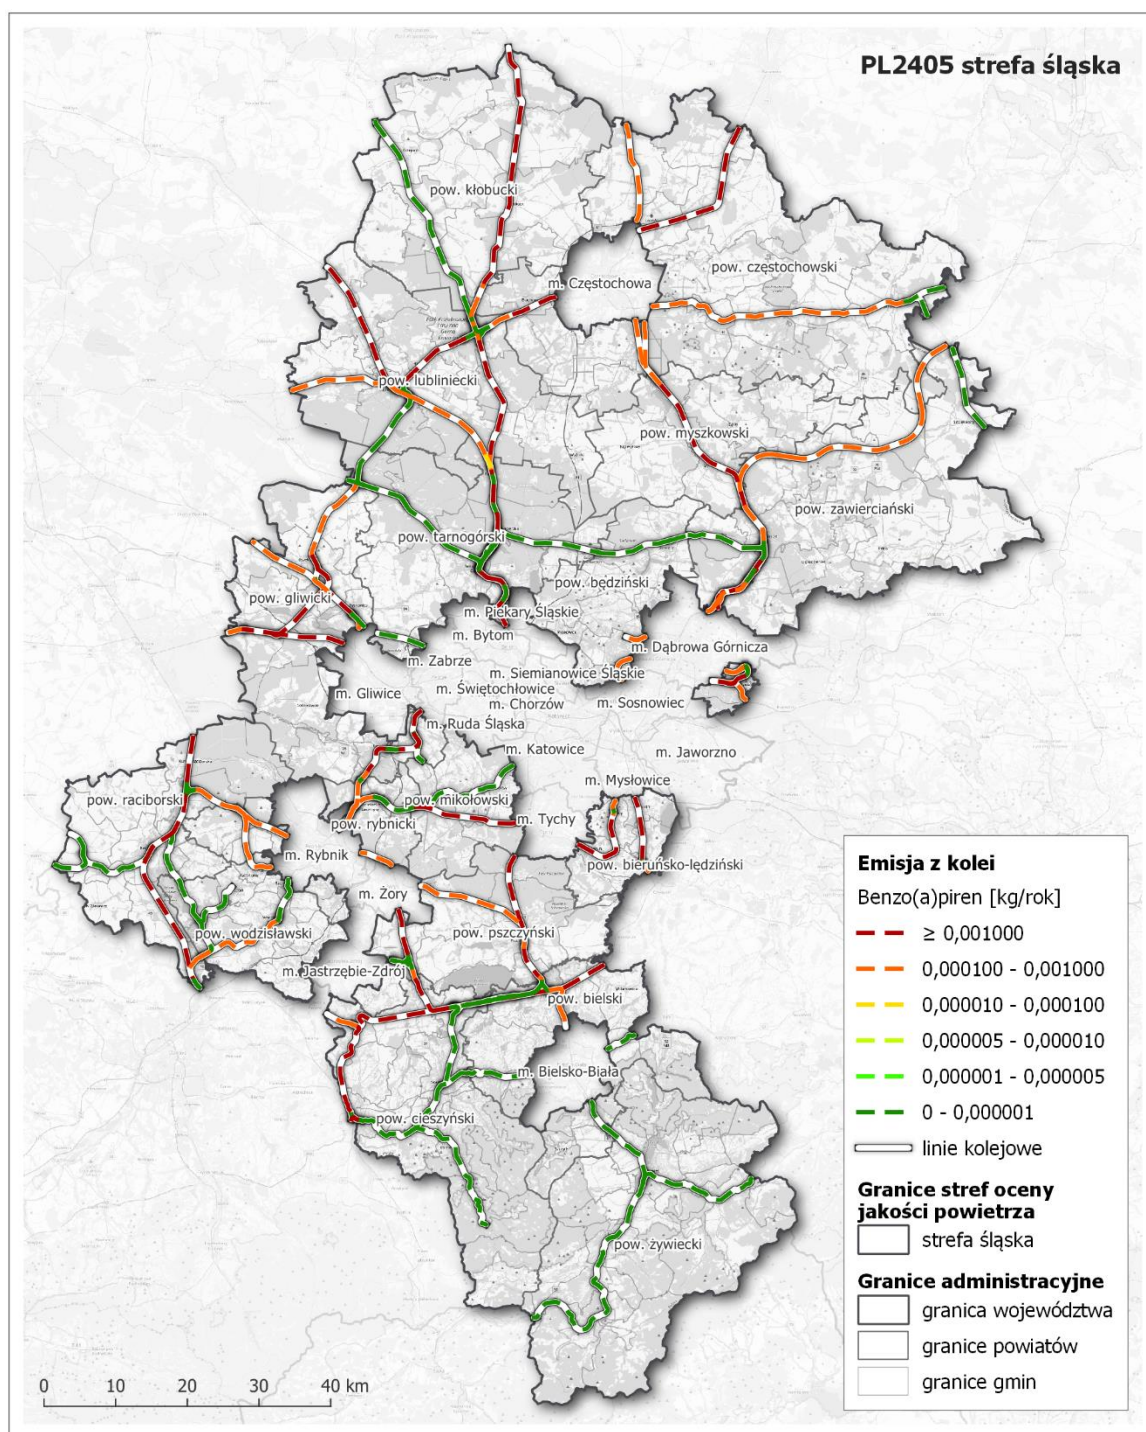 PL2405 strefa śląska
pow. kłobucki
pow. częstochowski
m. Częstochowa
pow. lubliniecki
pow. myszkowski
pow. zawierciański
pow. tarnogórski
pow. będziński
pow. gliwicki
m. Piekary Śląskie
m. Bytom
m. Dąbrowa Górnicza
m. Zabrze
m. Siemianowice Śląskie
m. Gliwice
m. Świętochłowice
m. Chorzów
m. Sosnowiec
m. Ruda Śląska
m. Katowice
m. Jaworzno
m. Mysłowice
pow. raciborski
pow. mikołowski
pow. rybnicki
m. Tychy
m. Rybnik
pow. bieruńsko-lędziński
m. Żory
pow. wodzisławski
pow. pszczyński
m. Jastrzębie-Zdrój
pow. bielski
m. Bielsko-Biała
pow. cieszyński
pow. żywiecki
Emisja z kolei
Benzo(a)piren [kg/rok]
≥ 0,001000
0,000100 - 0,001000
0,000010 - 0,000100
0,000005 - 0,000010
0,000001 - 0,000005
0 - 0,000001
linie kolejowe
Granice stref oceny
jakości powietrza
strefa śląska
Granice administracyjne
granica województwa
granice powiatów
granice gmin
0 10 20 30 40 km